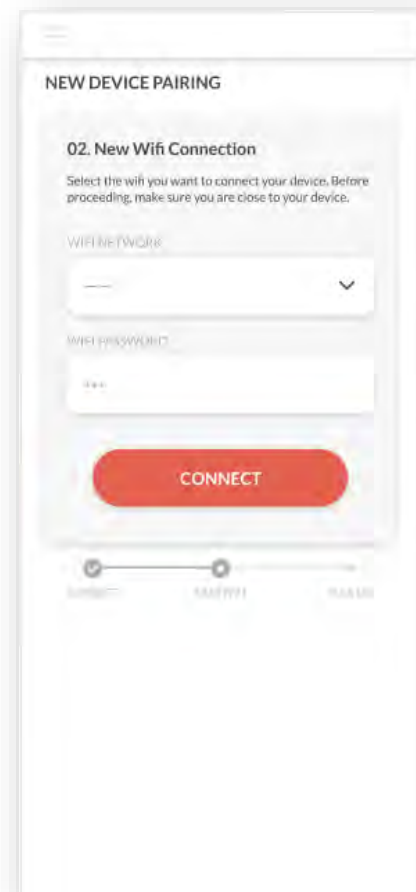 NEW DEVICE PAIRING
02. New Wifi Connection
Select the wifi you want to connect your device. Before
proceeding, make sure you are close to your device.
WIFI NETWORK
WIFI PASSWORD
CONNECT